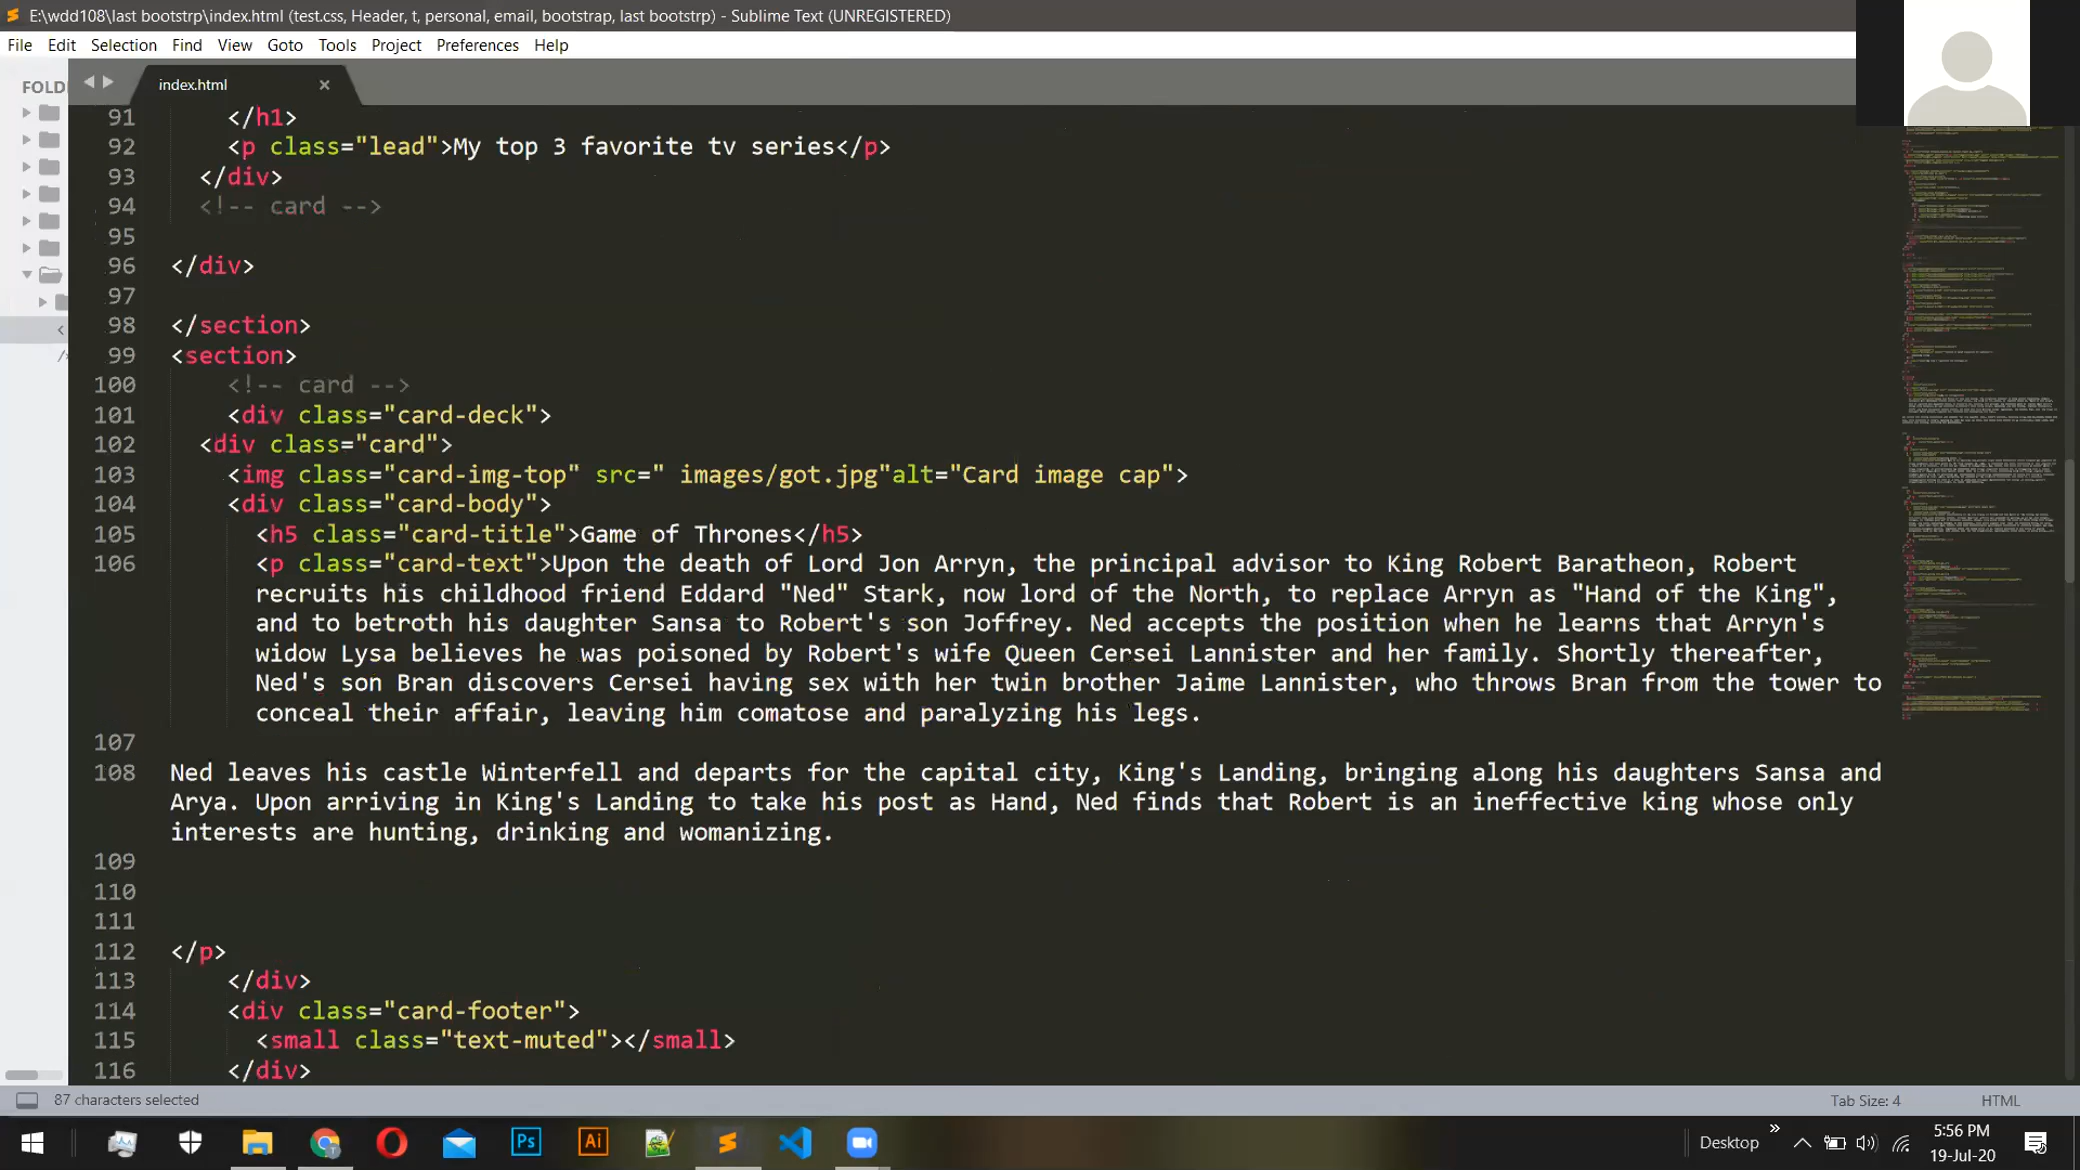 E:\wdd108\last bootstrp\index.html (test.css, Header, t, personal, email, bootstrap, last bootstrp) - Sublime Text (UNREGISTERED)
File Edit Selection Find View Goto Tools Project Preferences Help
FOLD
index.html ×
91 </h1>
92 <p class="lead">My top 3 favorite tv series</p>
93 </div>
94 <!-- card -->
95
96 </div>
97
98 </section>
99 <section>
100 <!-- card -->
101 <div class="card-deck">
102 <div class="card">
103 <img class="card-img-top" src=" images/got.jpg"alt="Card image cap">
104 <div class="card-body">
105 <h5 class="card-title">Game of Thrones</h5>
106 <p class="card-text">Upon the death of Lord Jon Arryn, the principal advisor to King Robert Baratheon, Robert
recruits his childhood friend Eddard "Ned" Stark, now lord of the North, to replace Arryn as "Hand of the King",
and to betroth his daughter Sansa to Robert's son Joffrey. Ned accepts the position when he learns that Arryn's
widow Lysa believes he was poisoned by Robert's wife Queen Cersei Lannister and her family. Shortly thereafter,
Ned's son Bran discovers Cersei having sex with her twin brother Jaime Lannister, who throws Bran from the tower to
conceal their affair, leaving him comatose and paralyzing his legs.
107
108 Ned leaves his castle Winterfell and departs for the capital city, King's Landing, bringing along his daughters Sansa and
Arya. Upon arriving in King's Landing to take his post as Hand, Ned finds that Robert is an ineffective king whose only
interests are hunting, drinking and womanizing.
109
110
111
112 </p>
113 </div>
114 <div class="card-footer">
115 <small class="text-muted"></small>
116 </div>
87 characters selected Tab Size: 4 HTML
Ps Ai Desktop 5:56 PM
19-Jul-20